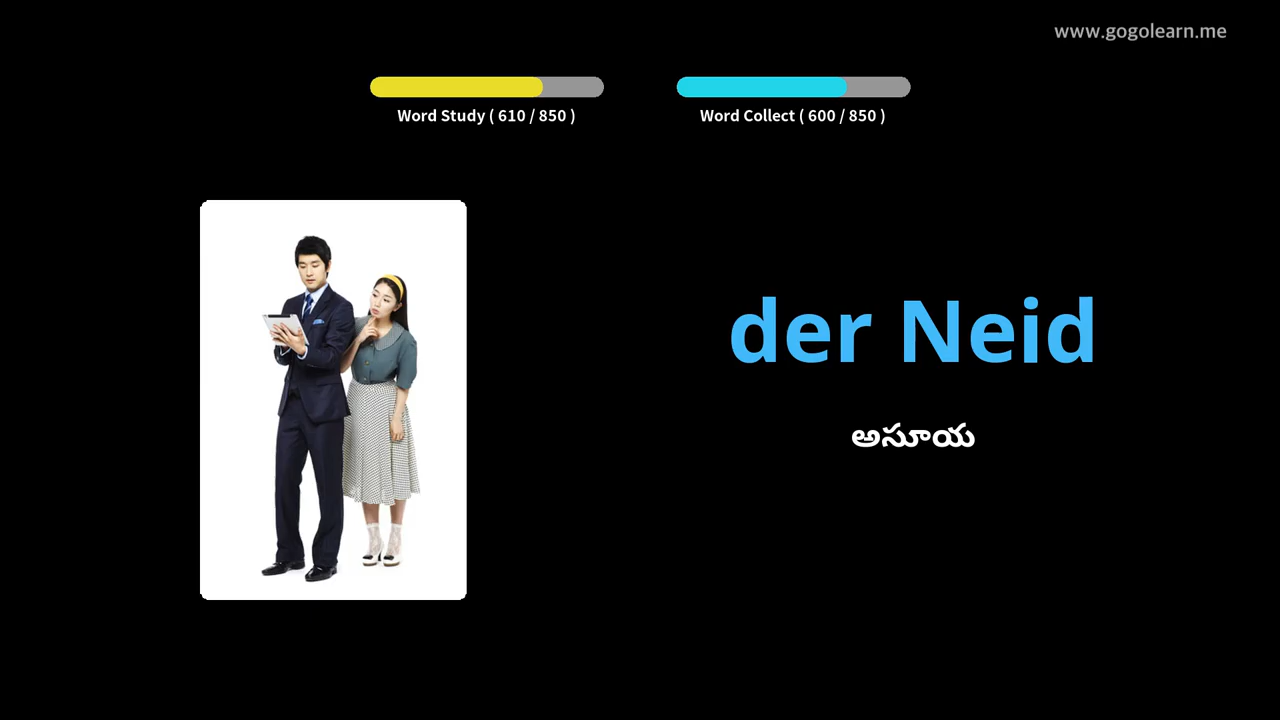 www.gogolearn.me
Word Study ( 610 / 850 )
Word Collect ( 600 / 850 )
der Neid
అసూయ